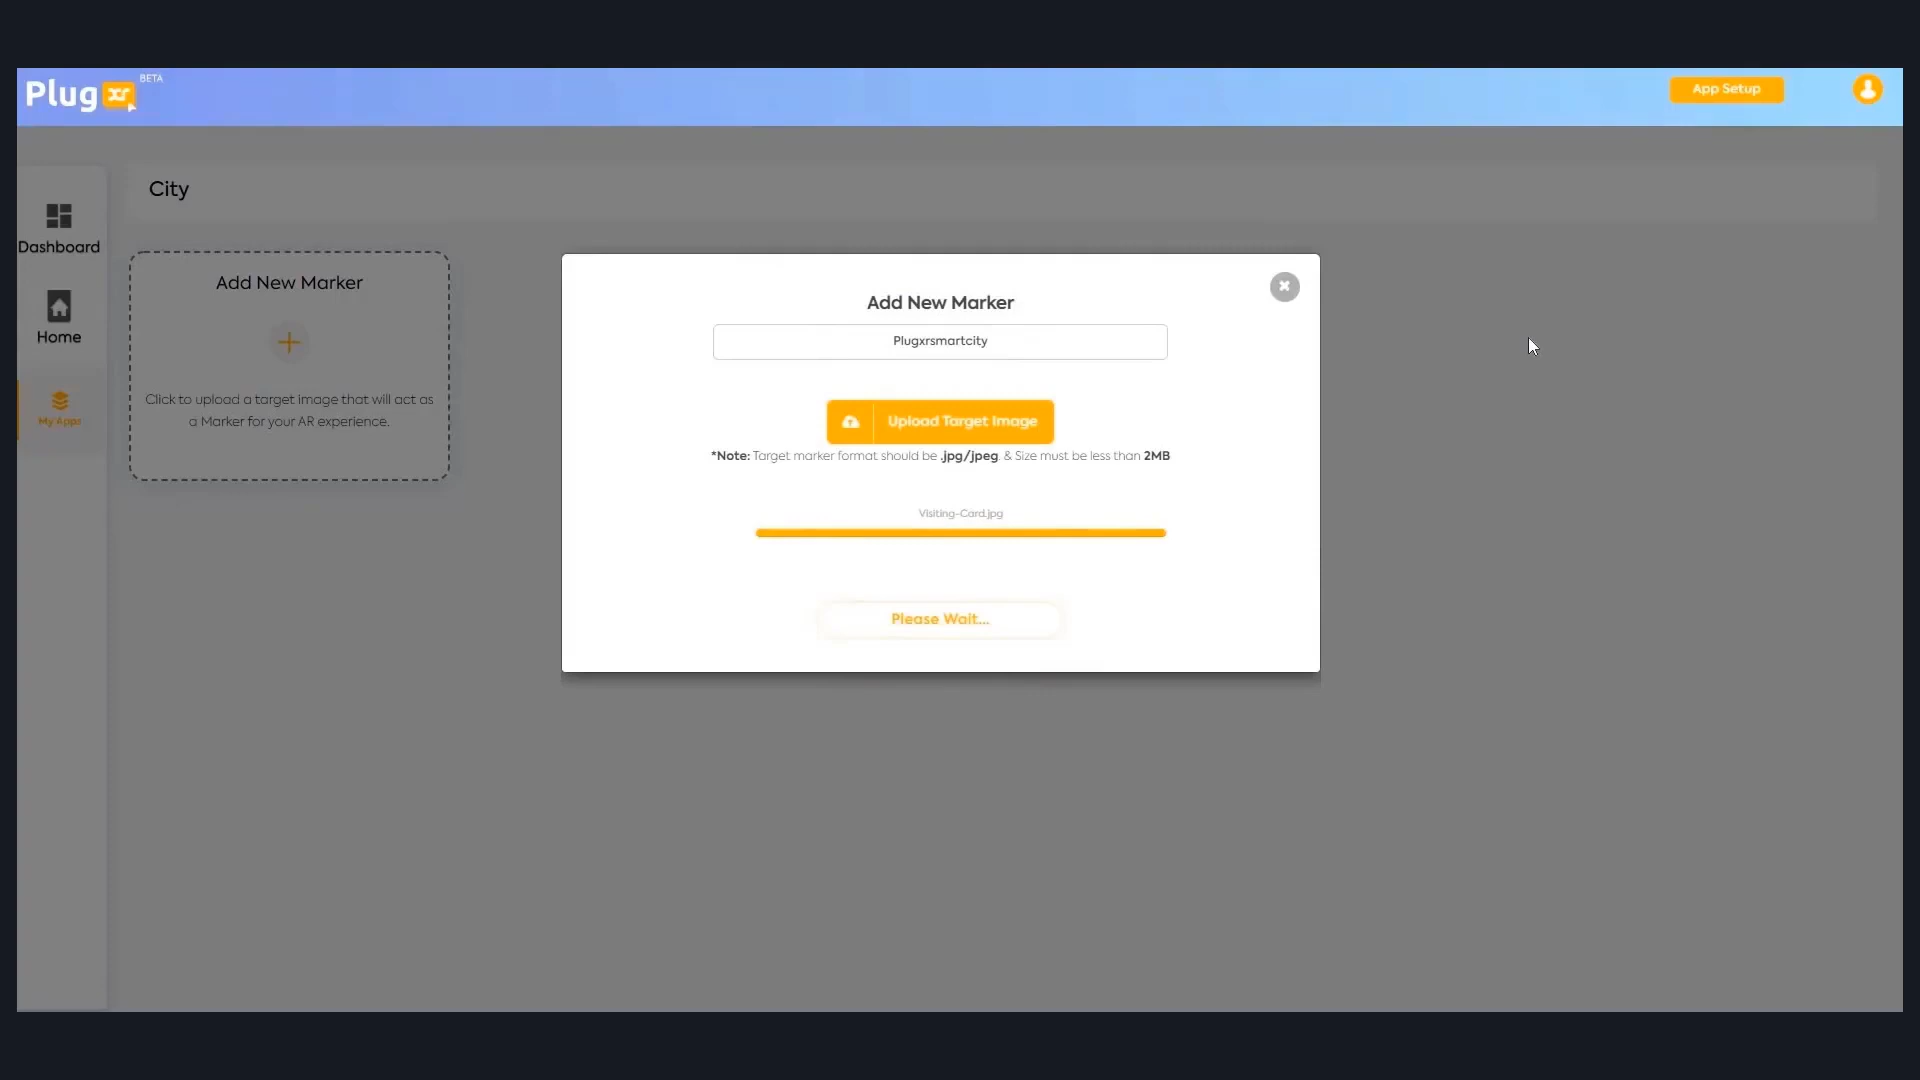 Plug xr BETA
App Setup
City
Dashboard
Home
My Apps
Add New Marker
Click to upload a target image that will act as
a Marker for your AR experience.
Add New Marker
Plugxrsmartcity
Upload Target Image
*Note: Target marker format should be .jpg/jpeg. & Size must be less than 2MB
Visiting-Card.jpg
Please Wait...